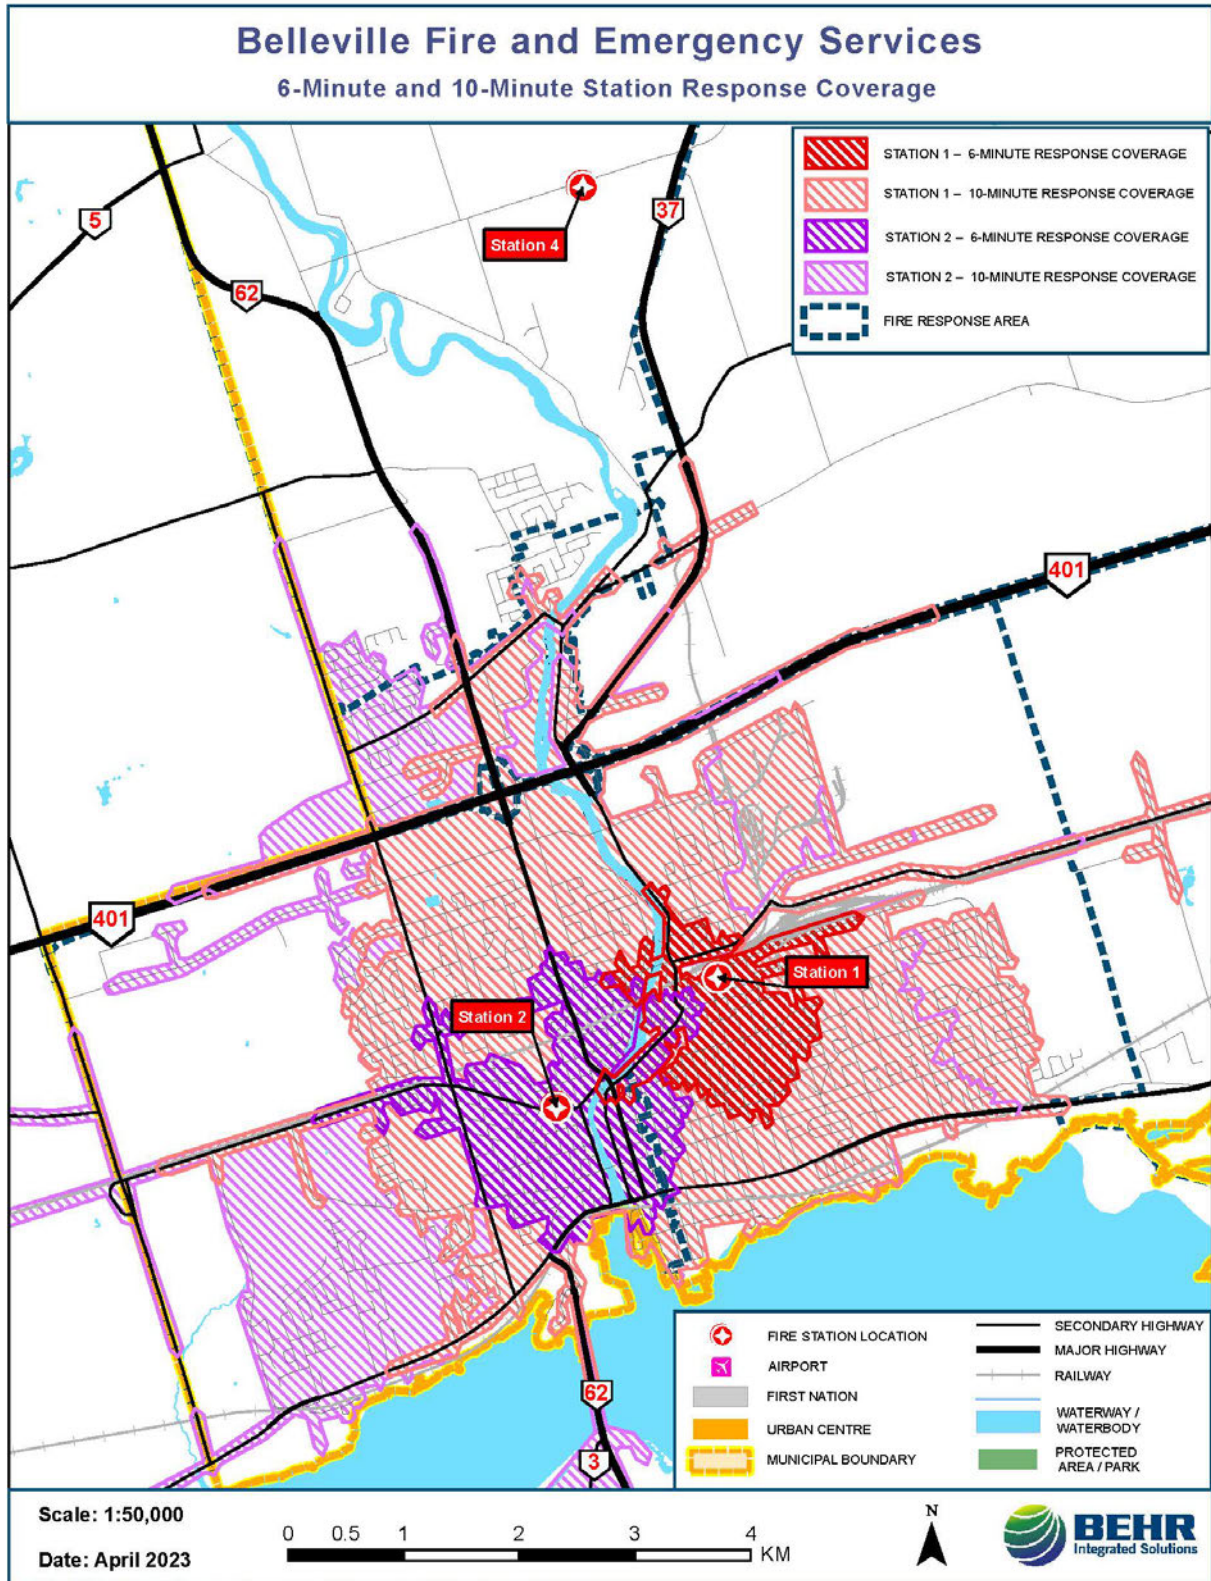 Belleville Fire and Emergency Services
6-Minute and 10-Minute Station Response Coverage
STATION 1 – 6-MINUTE RESPONSE COVERAGE
STATION 1 – 10-MINUTE RESPONSE COVERAGE
STATION 2 – 6-MINUTE RESPONSE COVERAGE
STATION 2 – 10-MINUTE RESPONSE COVERAGE
FIRE RESPONSE AREA
5
37
Station 4
62
401
401
Station 1
Station 2
62
3
FIRE STATION LOCATION
AIRPORT
FIRST NATION
URBAN CENTRE
MUNICIPAL BOUNDARY
SECONDARY HIGHWAY
MAJOR HIGHWAY
RAILWAY
WATERWAY /
WATERBODY
PROTECTED
AREA / PARK
Scale: 1:50,000
Date: April 2023
0 0.5 1 2 3 4
KM
N
BEHR
Integrated Solutions